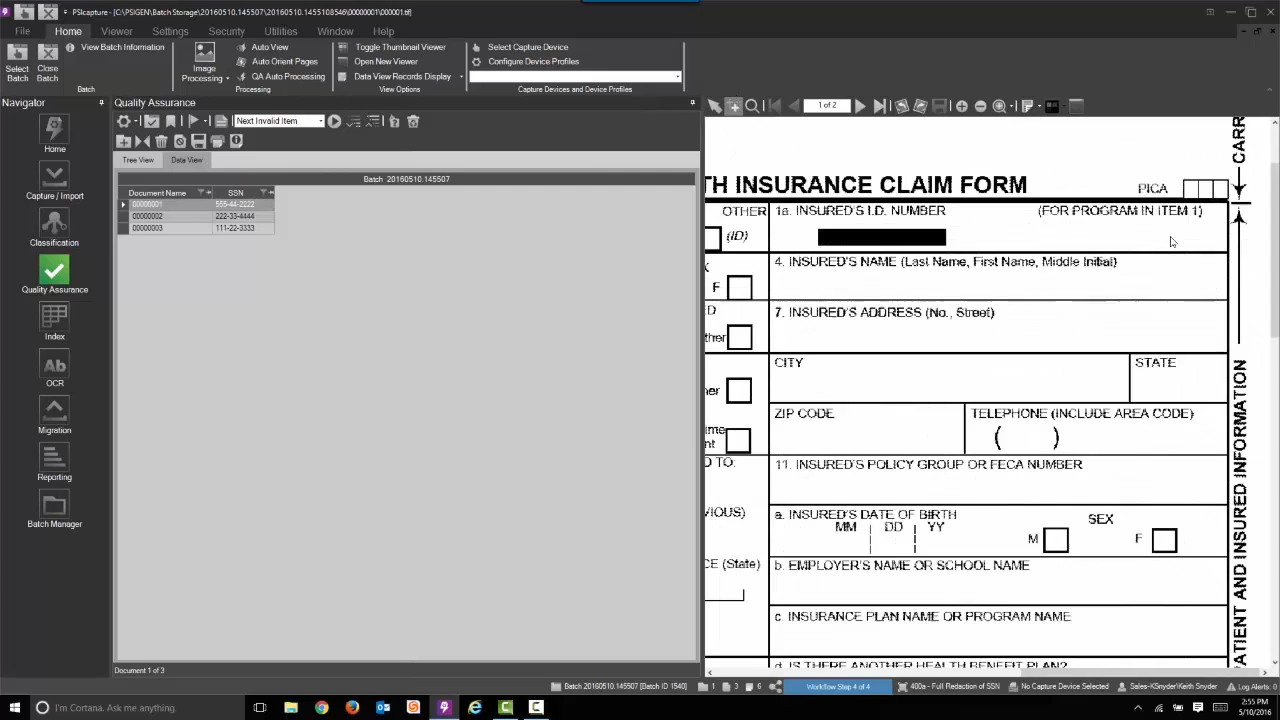 PSIcapture - [C:\PSIGEN\Batch Storage\20160510.145507\20160510.1455108546\00000001\000001.tif]
File Home Viewer Settings Security Utilities Window Help
Select Batch
Close Batch
View Batch Information
Batch
Image Processing
Auto View
Auto Orient Pages
QA Auto Processing
Processing
Toggle Thumbnail Viewer
Open New Viewer
Data View Records Display
View Options
Select Capture Device
Configure Device Profiles
Capture Devices and Device Profiles
Navigator
Home
Capture / Import
Classification
Quality Assurance
Index
Ab
OCR
Migration
Reporting
Batch Manager
Quality Assurance
Next Invalid Item
Tree View Data View
Batch :20160510.145507
Document Name SSN
00000001 555-44-2222
00000002 222-33-4444
00000003 111-22-3333
Document 1 of 3
1 of 2
TH INSURANCE CLAIM FORM
PICA
CARR
OTHER
1a. INSURED'S I.D. NUMBER (FOR PROGRAM IN ITEM 1)
(ID)
4. INSURED'S NAME (Last Name, First Name, Middle Initial)
F
7. INSURED'S ADDRESS (No., Street)
ther
CITY STATE
ZIP CODE TELEPHONE (INCLUDE AREA CODE)
( )
D TO:
11. INSURED'S POLICY GROUP OR FECA NUMBER
VIOUS)
a. INSURED'S DATE OF BIRTH SEX
MM DD YY
M F
CE (State)
b. EMPLOYER'S NAME OR SCHOOL NAME
c. INSURANCE PLAN NAME OR PROGRAM NAME
d. IS THERE ANOTHER HEALTH BENEFIT PLAN?
PATIENT AND INSURED INFORMATION
Batch 20160510.145507 [Batch ID 1540] 1 3 6 Workflow Step 4 of 4 400a - Full Redaction of SSN No Capture Device Selected Sales-KSnyder\Keith Snyder Log Alerts: 0
I'm Cortana. Ask me anything.
2:55 PM
5/10/2016